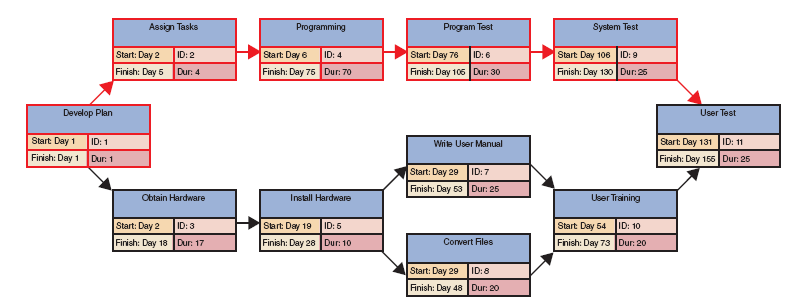 Assign Tasks
Start: Day 2 ID: 2
Finish: Day 5 Dur: 4
Programming
Start: Day 6 ID: 4
Finish: Day 75 Dur: 70
Program Test
Start: Day 76 ID: 6
Finish: Day 105 Dur: 30
System Test
Start: Day 106 ID: 9
Finish: Day 130 Dur: 25
Develop Plan
Start: Day 1 ID: 1
Finish: Day 1 Dur: 1
User Test
Start: Day 131 ID: 11
Finish: Day 155 Dur: 25
Write User Manual
Start: Day 29 ID: 7
Finish: Day 53 Dur: 25
Obtain Hardware
Start: Day 2 ID: 3
Finish: Day 18 Dur: 17
Install Hardware
Start: Day 19 ID: 5
Finish: Day 28 Dur: 10
User Training
Start: Day 54 ID: 10
Finish: Day 73 Dur: 20
Convert Files
Start: Day 29 ID: 8
Finish: Day 48 Dur: 20